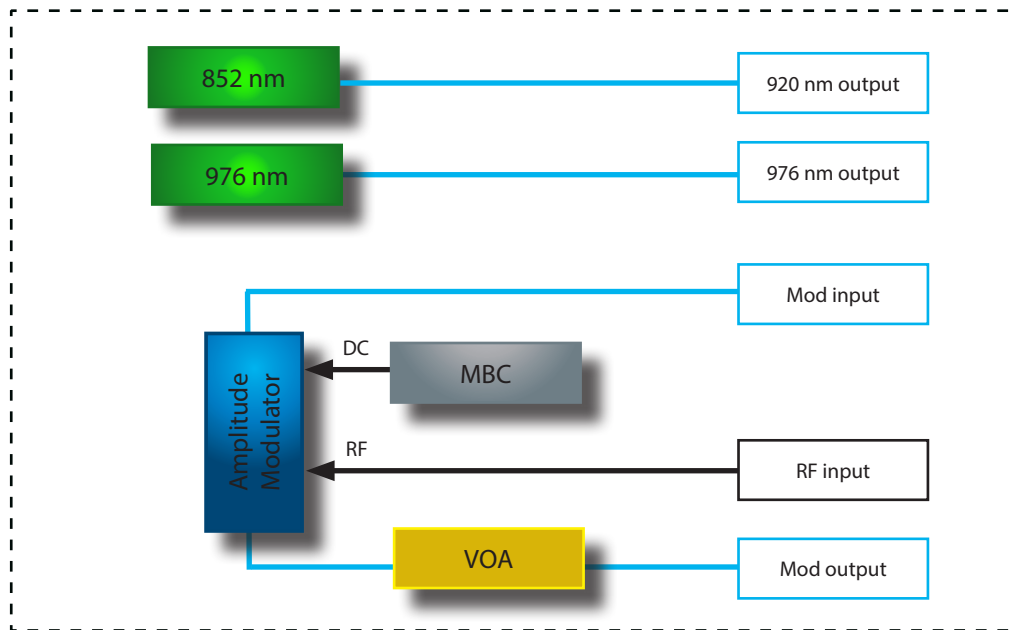 852 nm
920 nm output
976 nm
976 nm output
Mod input
DC
MBC
Amplitude
Modulator
RF
RF input
VOA
Mod output